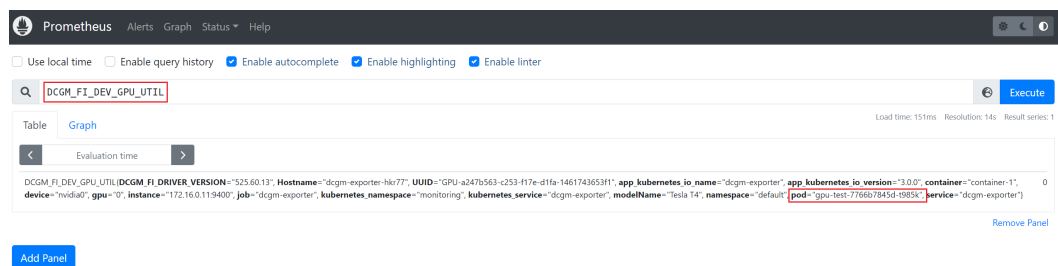 Prometheus Alerts Graph Status Help
Use local time Enable query history Enable autocomplete Enable highlighting Enable linter
DCGM_FI_DEV_GPU_UTIL Execute
Load time: 151ms Resolution: 14s Result series: 1
Table Graph
Evaluation time
DCGM_FI_DEV_GPU_UTIL{DCGM_FI_DRIVER_VERSION="525.60.13", Hostname="dcgm-exporter-hkr77", UUID="GPU-a247b563-c253-f17e-d1fa-1461743653f1", app_kubernetes_io_name="dcgm-exporter", app_kubernetes_io_version="3.0.0", container="container-1", 0
device="nvidia0", gpu="0", instance="172.16.0.11:9400", job="dcgm-exporter", kubernetes_namespace="monitoring", kubernetes_service="dcgm-exporter", modelName="Tesla T4", namespace="default", pod="gpu-test-7766b7845d-t985k", service="dcgm-exporter"}
Remove Panel
Add Panel